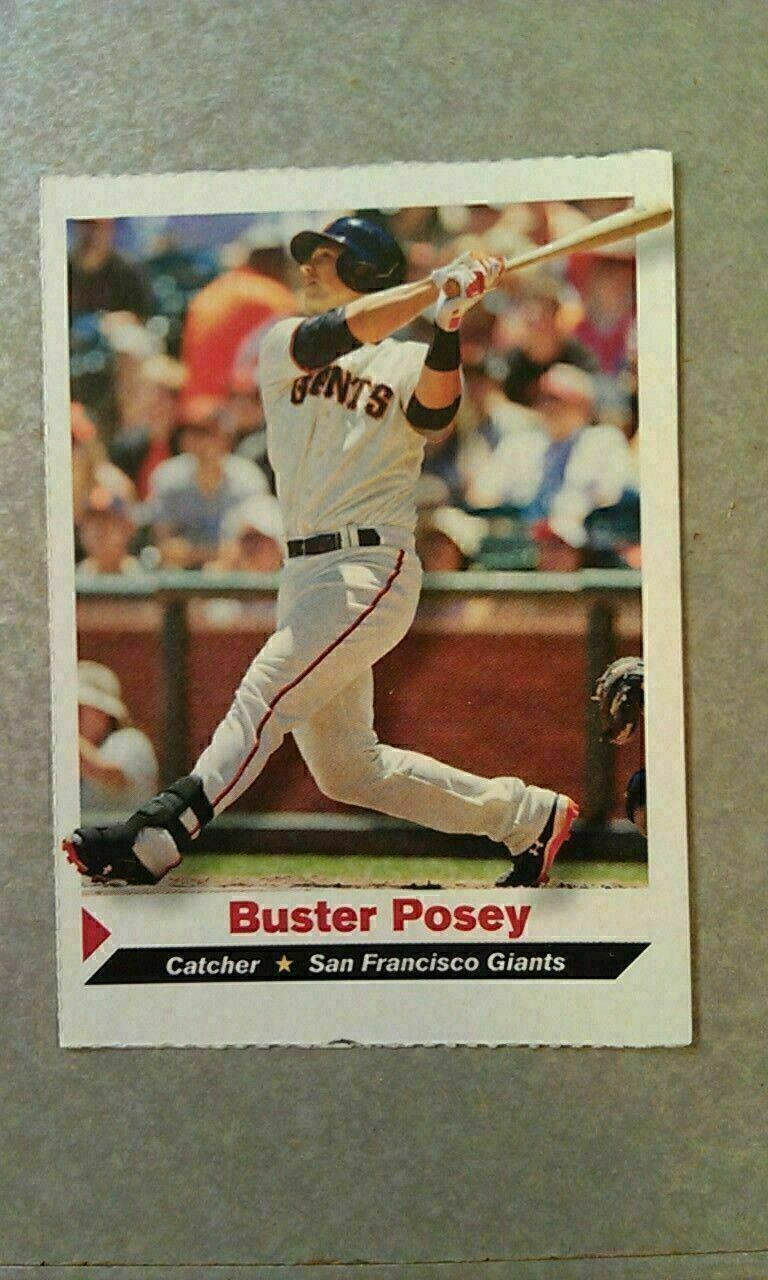 GIANTS
Buster Posey
Catcher ★ San Francisco Giants